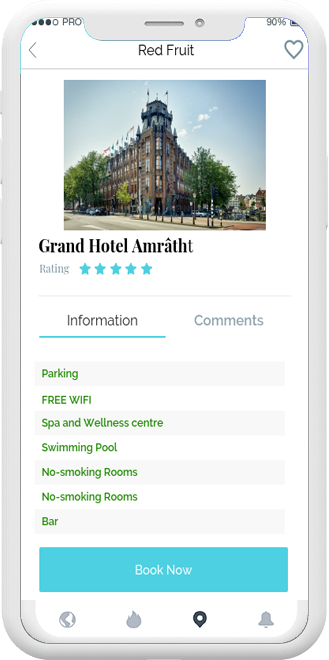 PRO
90%
Red Fruit
Grand Hotel Amrâtht
Rating
Information
Comments
Parking
FREE WIFI
Spa and Wellness centre
Swimming Pool
No-smoking Rooms
No-smoking Rooms
Bar
Book Now